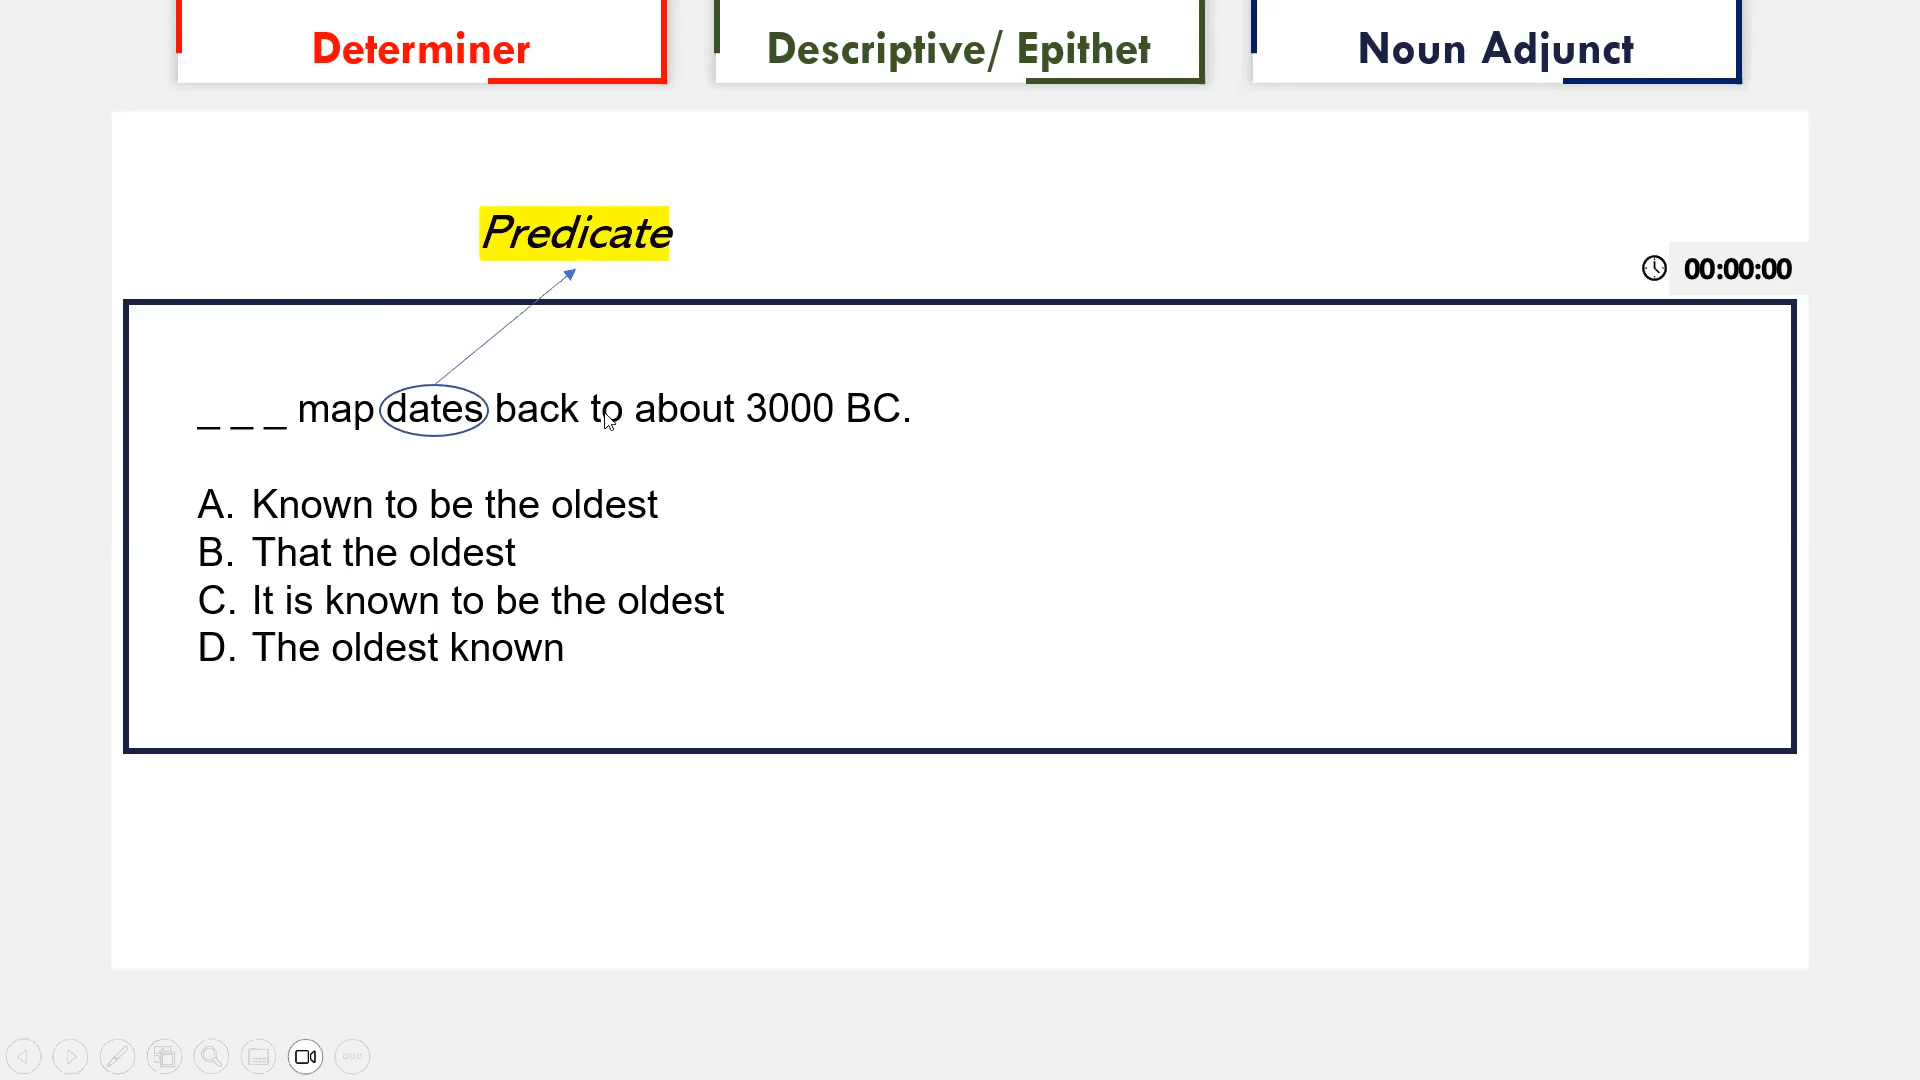 Determiner
Descriptive/ Epithet
Noun Adjunct
Predicate
00:00:00
_ _ _ map dates back to about 3000 BC.
A. Known to be the oldest
B. That the oldest
C. It is known to be the oldest
D. The oldest known